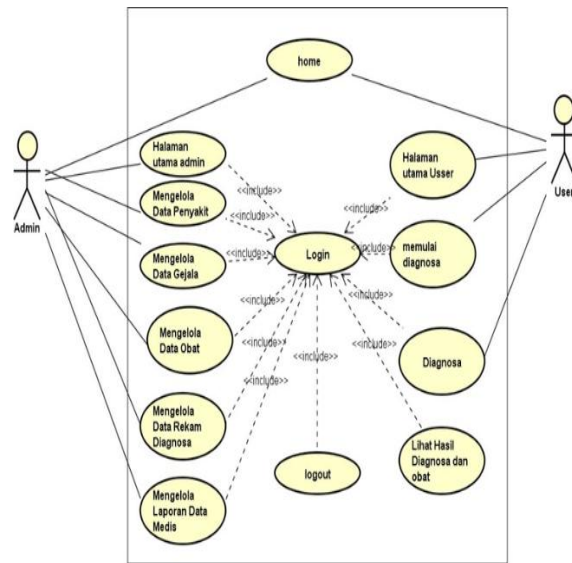 home
Halaman
utama admin
Mengelola
Data Penyakit
Mengelola
Data Gejala
Mengelola
Data Obat
Mengelola
Data Rekam
Diagnosa
Mengelola
Laporan Data
Medis
Admin
<<include>>
<<include>>
<<include>>
<<include>>
<<include>>
<<include>>
Login
logout
<<include>>
<<include>>
<<include>>
<<include>>
<<include>>
Halaman
utama Usser
memulai
diagnosa
Diagnosa
Lihat Hasil
Diagnosa dan
obat
User